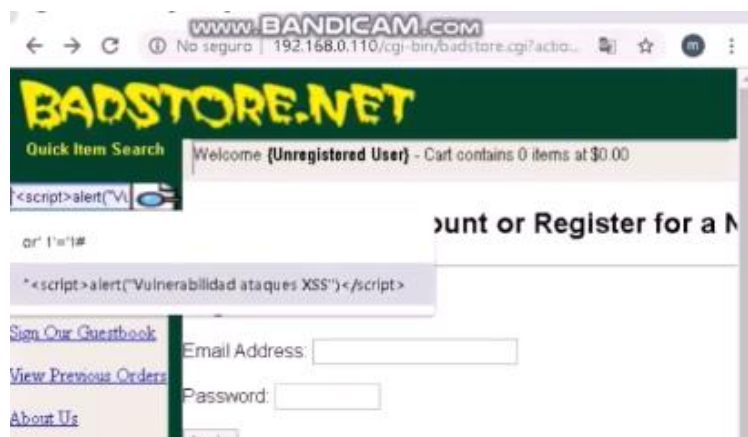 www.BANDICAM.com
No seguro | 192.168.0.110/cgi-bin/badstore.cgi?actio...
m
BADSTORE.NET
Quick Item Search
Welcome {Unregistered User} - Cart contains 0 items at $0.00
"<script>alert("Vu
ount or Register for a N
or' 1'='1#
"<script>alert("Vulnerabilidad ataques XSS")</script>
Sign Our Guestbook
Email Address:
View Previous Orders
Password:
About Us